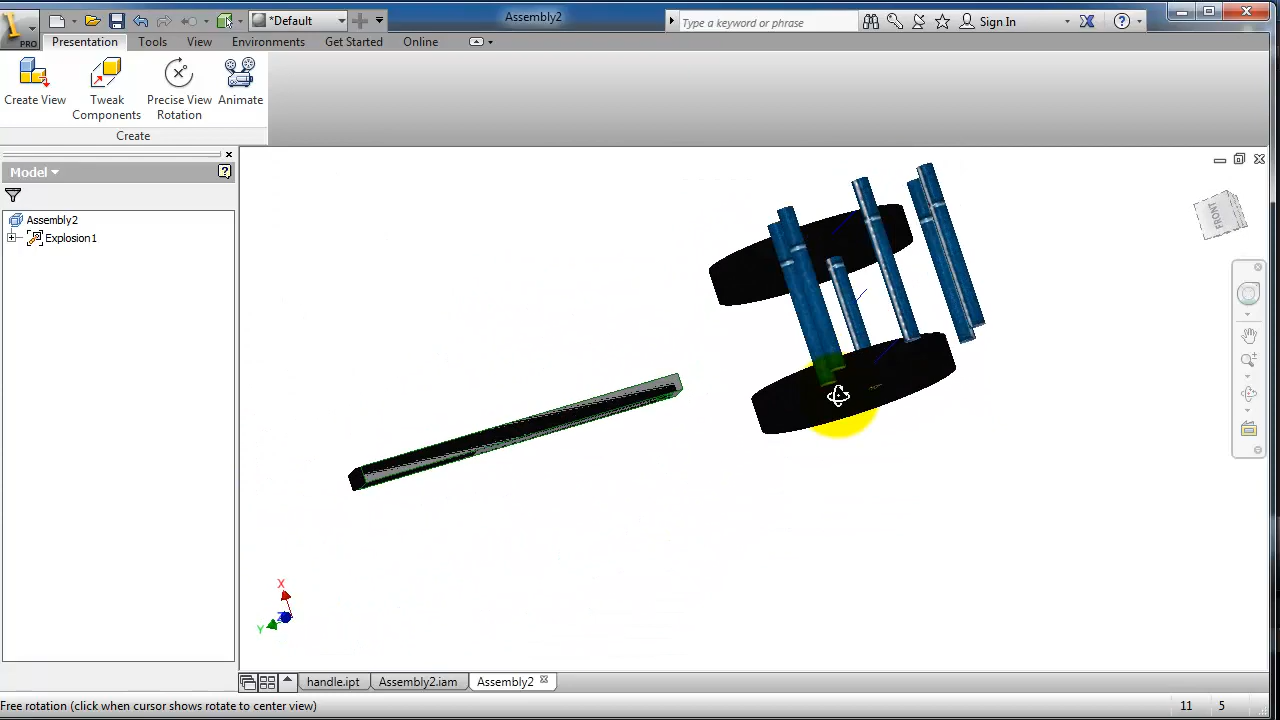 *Default
Assembly2
Type a keyword or phrase
Sign In
PRO
Presentation
Tools
View
Environments
Get Started
Online
Create View
Tweak
Components
Precise View
Rotation
Animate
Create
Model
Assembly2
Explosion1
FRONT
X
Y
handle.ipt
Assembly2.iam
Assembly2
Free rotation (click when cursor shows rotate to center view)
11
5